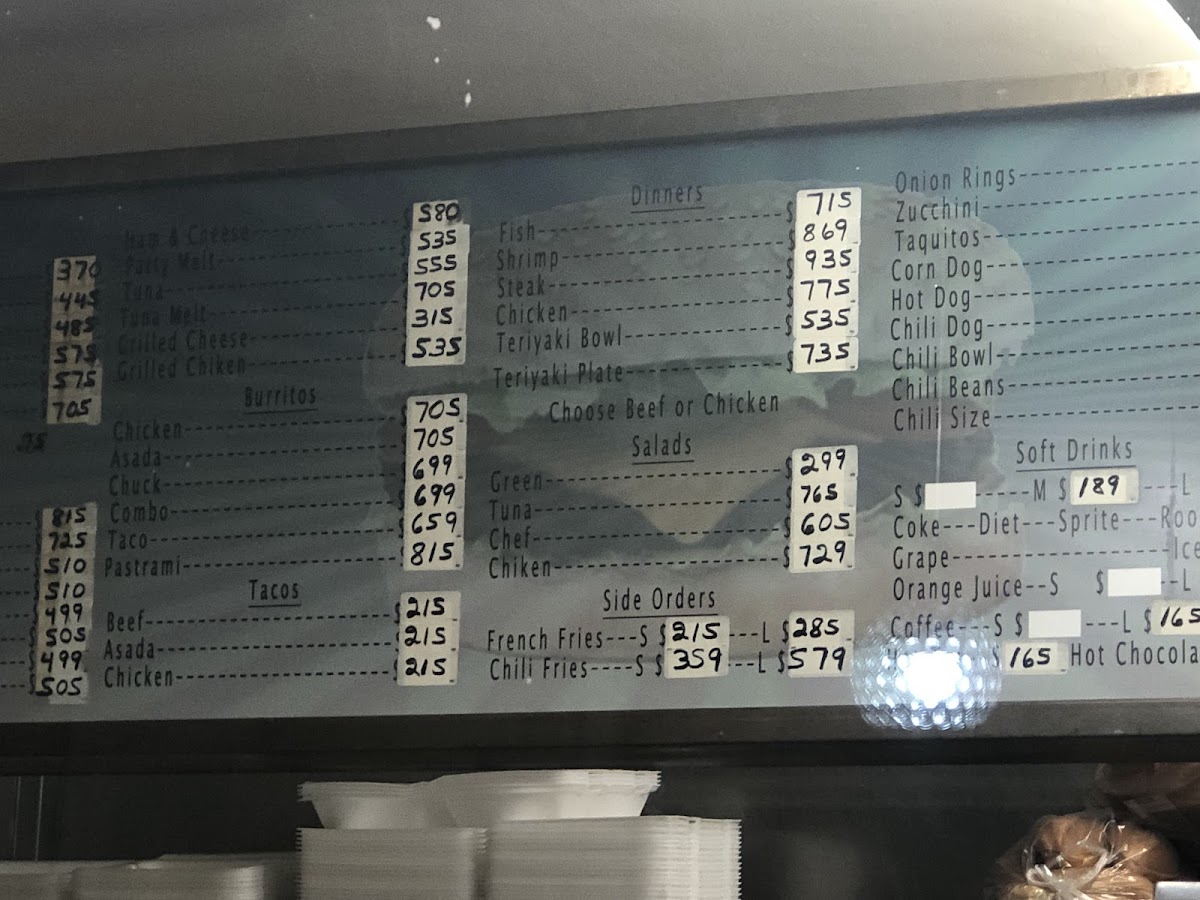 370
445
485
575
575
705
25
815
725
510
510
499
505
499
505
Ham & Cheese $580
Patty Melt 535
Tuna 555
Tuna Melt 705
Grilled Cheese 315
Grilled Chiken $535
Burritos
Chicken $705
Asada 705
Chuck 699
Combo 699
Taco 659
Pastrami $815
Tacos
Beef $215
Asada $215
Chicken $215
Dinners
Fish $715
Shrimp $869
Steak $935
Chicken $775
Teriyaki Bowl $535
Teriyaki Plate $735
Choose Beef or Chicken
Salads
Green $299
Tuna 765
Chef $605
Chiken $729
Side Orders
French Fries---S $215---L $285
Chili Fries----S $359---L $579
Onion Rings
Zucchini
Taquitos
Corn Dog
Hot Dog
Chili Dog
Chili Bowl
Chili Beans
Chili Size
Soft Drinks
S $ -----M $189---L
Coke---Diet---Sprite---Roo
Grape Ice
Orange Juice--S $ --L
Coffee---S $ ---L $165
$165 Hot Chocola